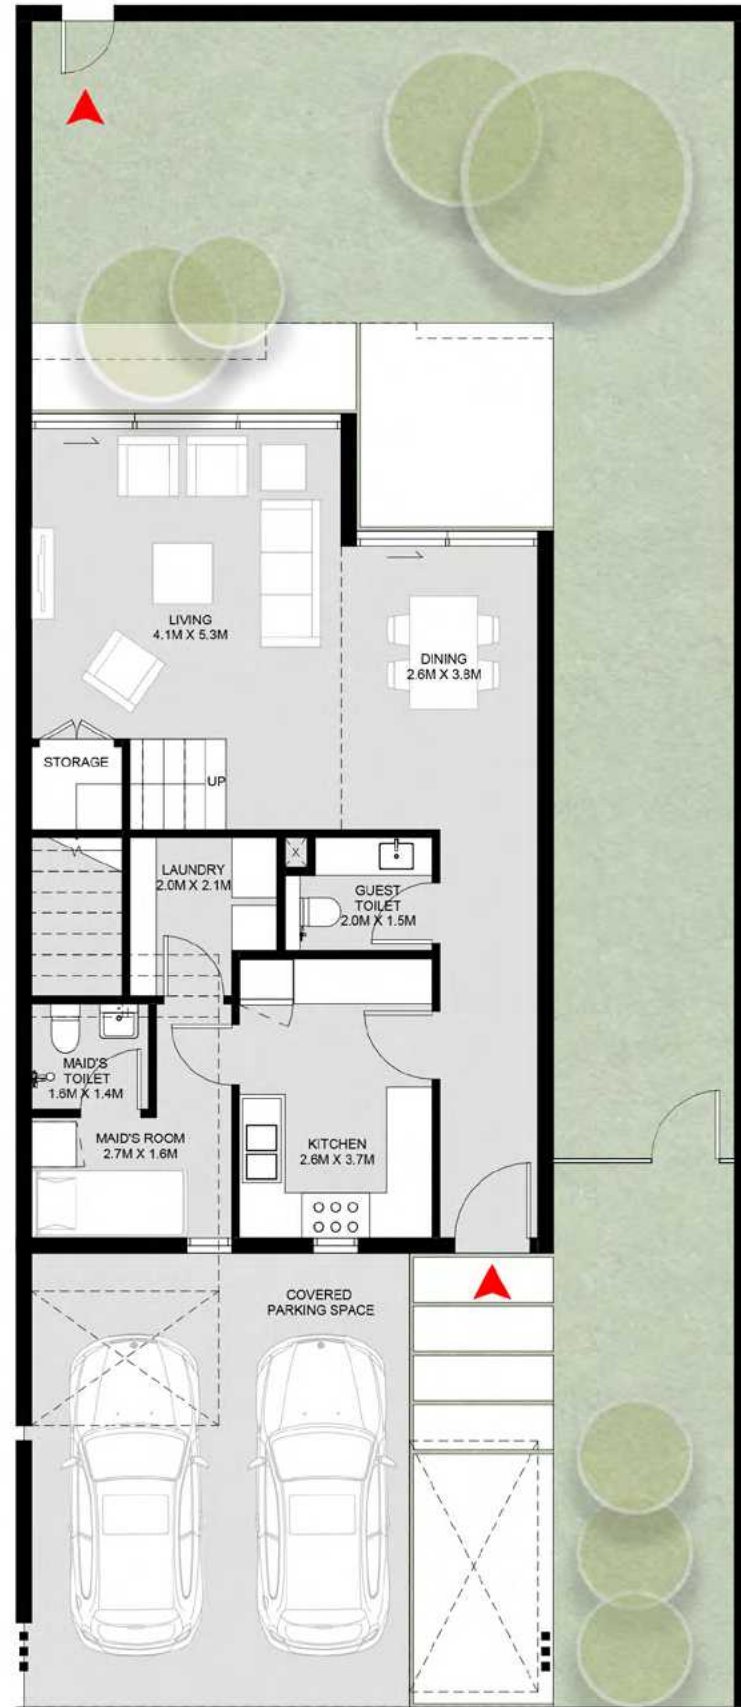 LIVING
4.1M X 5.3M
DINING
2.6M X 3.8M
STORAGE
UP
LAUNDRY
2.0M X 2.1M
X
GUEST
TOILET
2.0M X 1.5M
MAID'S
TOILET
1.6M X 1.4M
MAID'S ROOM
2.7M X 1.6M
KITCHEN
2.6M X 3.7M
COVERED
PARKING SPACE